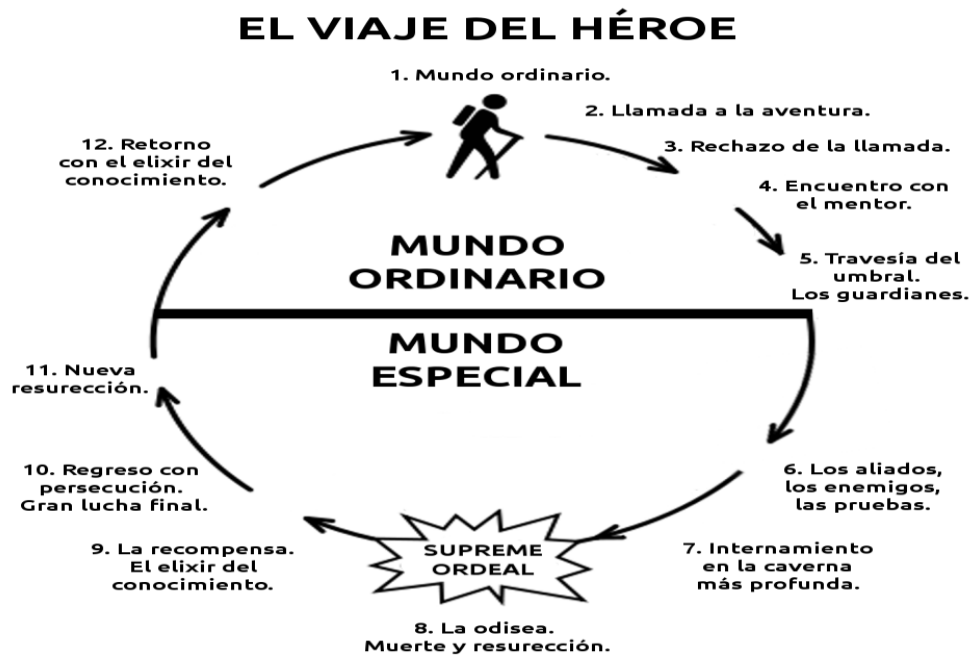 EL VIAJE DEL HÉROE
1. Mundo ordinario.
2. Llamada a la aventura.
3. Rechazo de la llamada.
4. Encuentro con
el mentor.
5. Travesía del
umbral.
Los guardianes.
MUNDO
ORDINARIO
MUNDO
ESPECIAL
6. Los aliados,
los enemigos,
las pruebas.
7. Internamiento
en la caverna
más profunda.
SUPREME
ORDEAL
8. La odisea.
Muerte y resurección.
9. La recompensa.
El elixir del
conocimiento.
10. Regreso con
persecución.
Gran lucha final.
11. Nueva
resurección.
12. Retorno
con el elixir del
conocimiento.